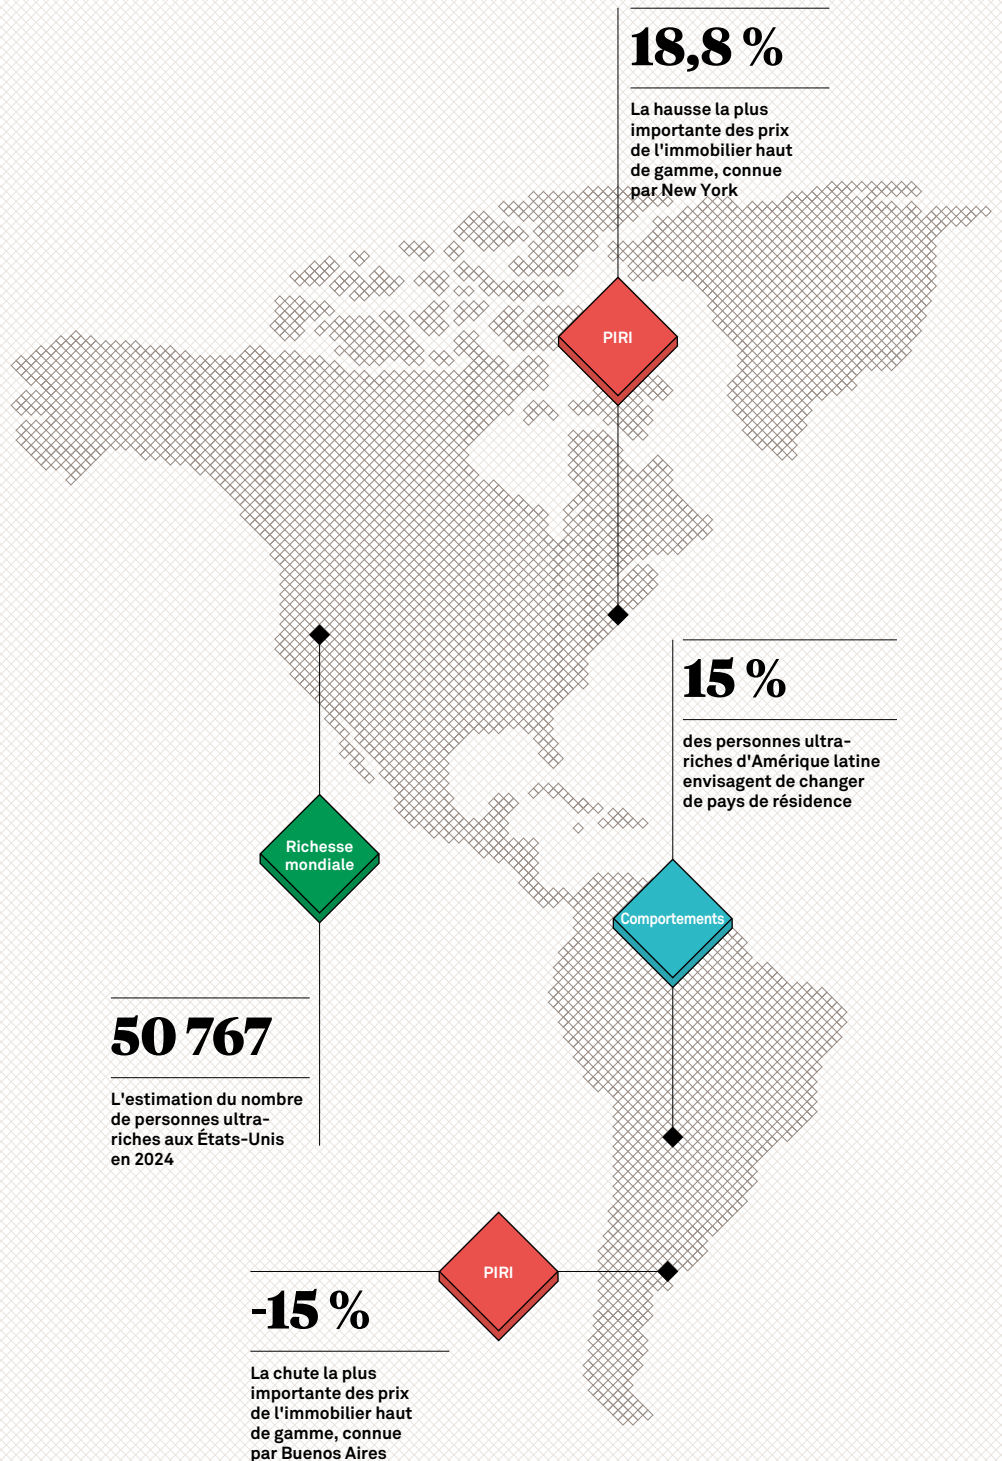 18,8 %
La hausse la plus
importante des prix
de l'immobilier haut
de gamme, connue
par New York
PIRI
15 %
des personnes ultra-
riches d'Amérique latine
envisagent de changer
de pays de résidence
Richesse
mondiale
Comportements
50 767
L'estimation du nombre
de personnes ultra-
riches aux États-Unis
en 2024
PIRI
-15 %
La chute la plus
importante des prix
de l'immobilier haut
de gamme, connue
par Buenos Aires